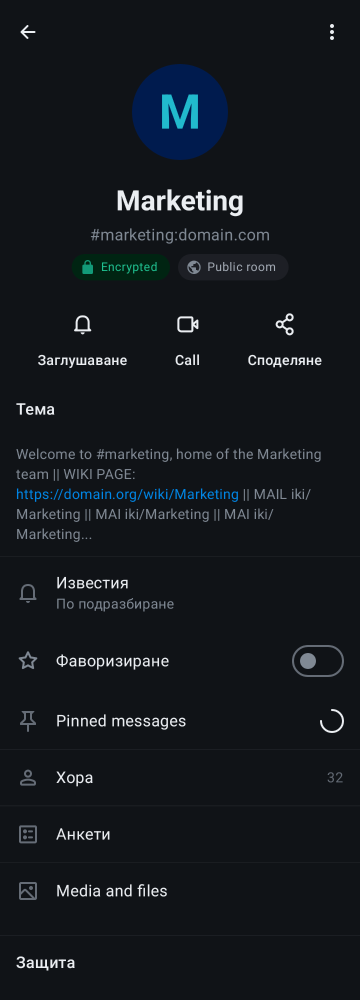 M
Marketing
#marketing:domain.com
Encrypted
Public room
Заглушаване
Call
Споделяне
Тема
Welcome to #marketing, home of the Marketing
team || WIKI PAGE:
https://domain.org/wiki/Marketing || MAIL iki/
Marketing || MAI iki/Marketing || MAI iki/
Marketing...
Известия
По подразбиране
Фаворизиране
Pinned messages
Хора
32
Анкети
Media and files
Защита